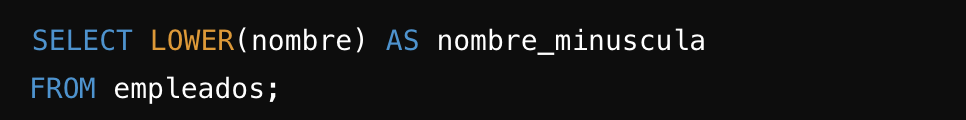 SELECT LOWER(nombre) AS nombre_minuscula
FROM empleados;